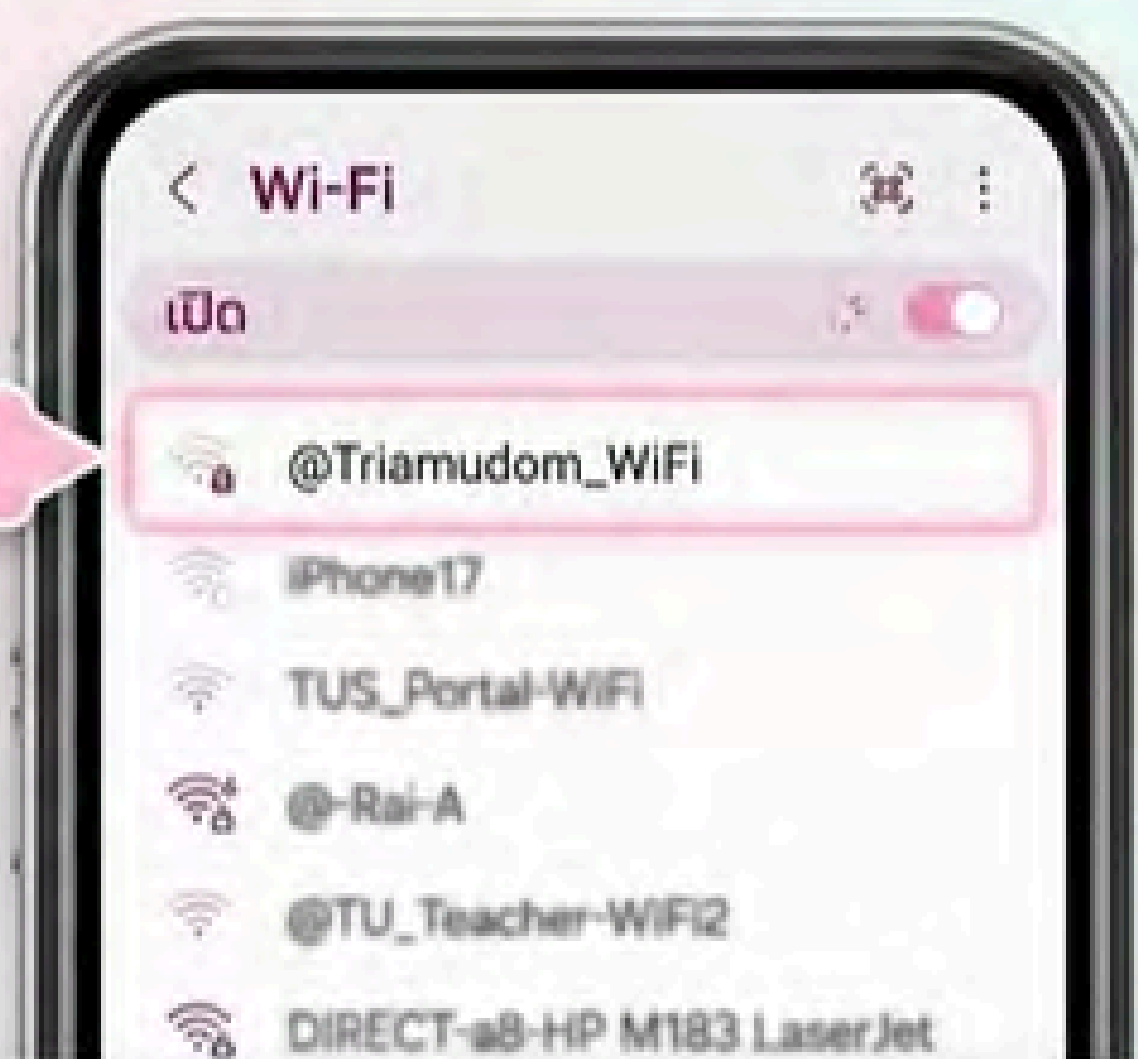 Wi-Fi
เปิด
@Triamudom_WiFi
iPhone17
TUS_Portal-WiFi
@-Rai-A
@TU_Teacher-WiFi2
DIRECT-a8-HP M183 LaserJet